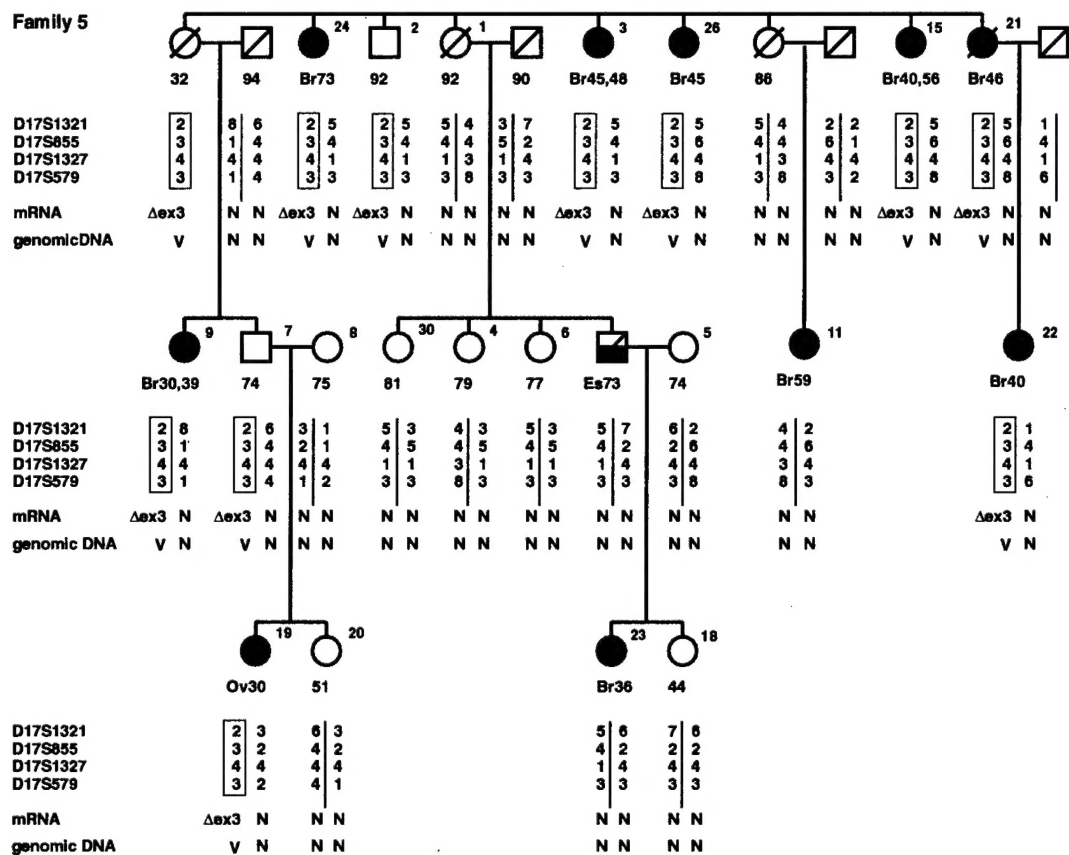 Family 5
24 2 1 3 26 15 21
32 94 Br73 92 92 90 Br45,48 Br45 86 Br40,56 Br46
D17S1321 2 8 6 2 5 2 5 5 4 3 7 2 5 2 5 5 4 2 2 2 5 2 5 1
D17S855 3 1 4 3 4 3 4 4 4 5 2 3 4 3 6 4 4 6 1 3 6 3 6 4
D17S1327 4 4 4 4 1 4 1 1 3 1 4 4 1 4 4 1 3 3 4 4 4 4 4 1
D17S579 3 1 4 3 3 3 3 3 8 3 3 3 3 3 8 3 8 3 2 3 8 3 8 6
mRNA Δex3 N N Δex3 N Δex3 N N N N N Δex3 N Δex3 N N N N N Δex3 N Δex3 N N
genomicDNA V N N V N V N N N N N V N V N N N N N V N V N N
9 7 8 30 4 6 5 11 22
Br30,39 74 75 81 79 77 Es73 74 Br59 Br40
D17S1321 2 8 2 6 3 1 5 3 4 3 5 3 5 7 6 2 4 2 2 1
D17S855 3 1 3 4 2 1 4 5 4 5 4 5 4 2 2 6 4 6 3 4
D17S1327 4 4 4 4 4 4 1 1 3 1 1 1 1 4 4 4 3 4 4 1
D17S579 3 1 3 4 1 2 3 3 8 3 3 3 3 3 3 8 8 3 3 6
mRNA Δex3 N Δex3 N N N N N N N N N N N N N N N Δex3 N
genomic DNA V N V N N N N N N N N N N N N N N N V N
19 20 23 18
Ov30 51 Br36 44
D17S1321 2 3 6 3 5 6 7 6
D17S855 3 2 4 2 4 2 2 2
D17S1327 4 4 4 4 1 4 4 4
D17S579 3 2 4 1 3 3 3 3
mRNA Δex3 N N N N N N N
genomic DNA V N N N N N N N